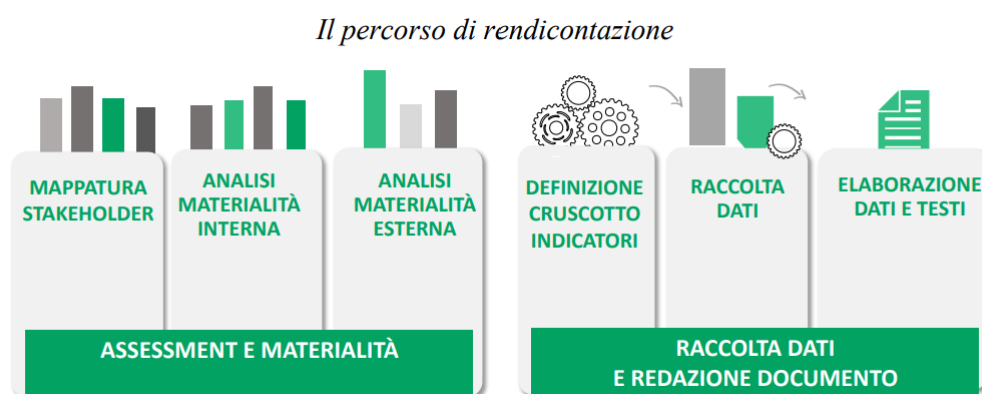 Il percorso di rendicontazione
MAPPATURA
STAKEHOLDER
ANALISI
MATERIALITÀ
INTERNA
ANALISI
MATERIALITÀ
ESTERNA
DEFINIZIONE
CRUSCOTTO
INDICATORI
RACCOLTA
DATI
ELABORAZIONE
DATI E TESTI
ASSESSMENT E MATERIALITÀ
RACCOLTA DATI
E REDAZIONE DOCUMENTO